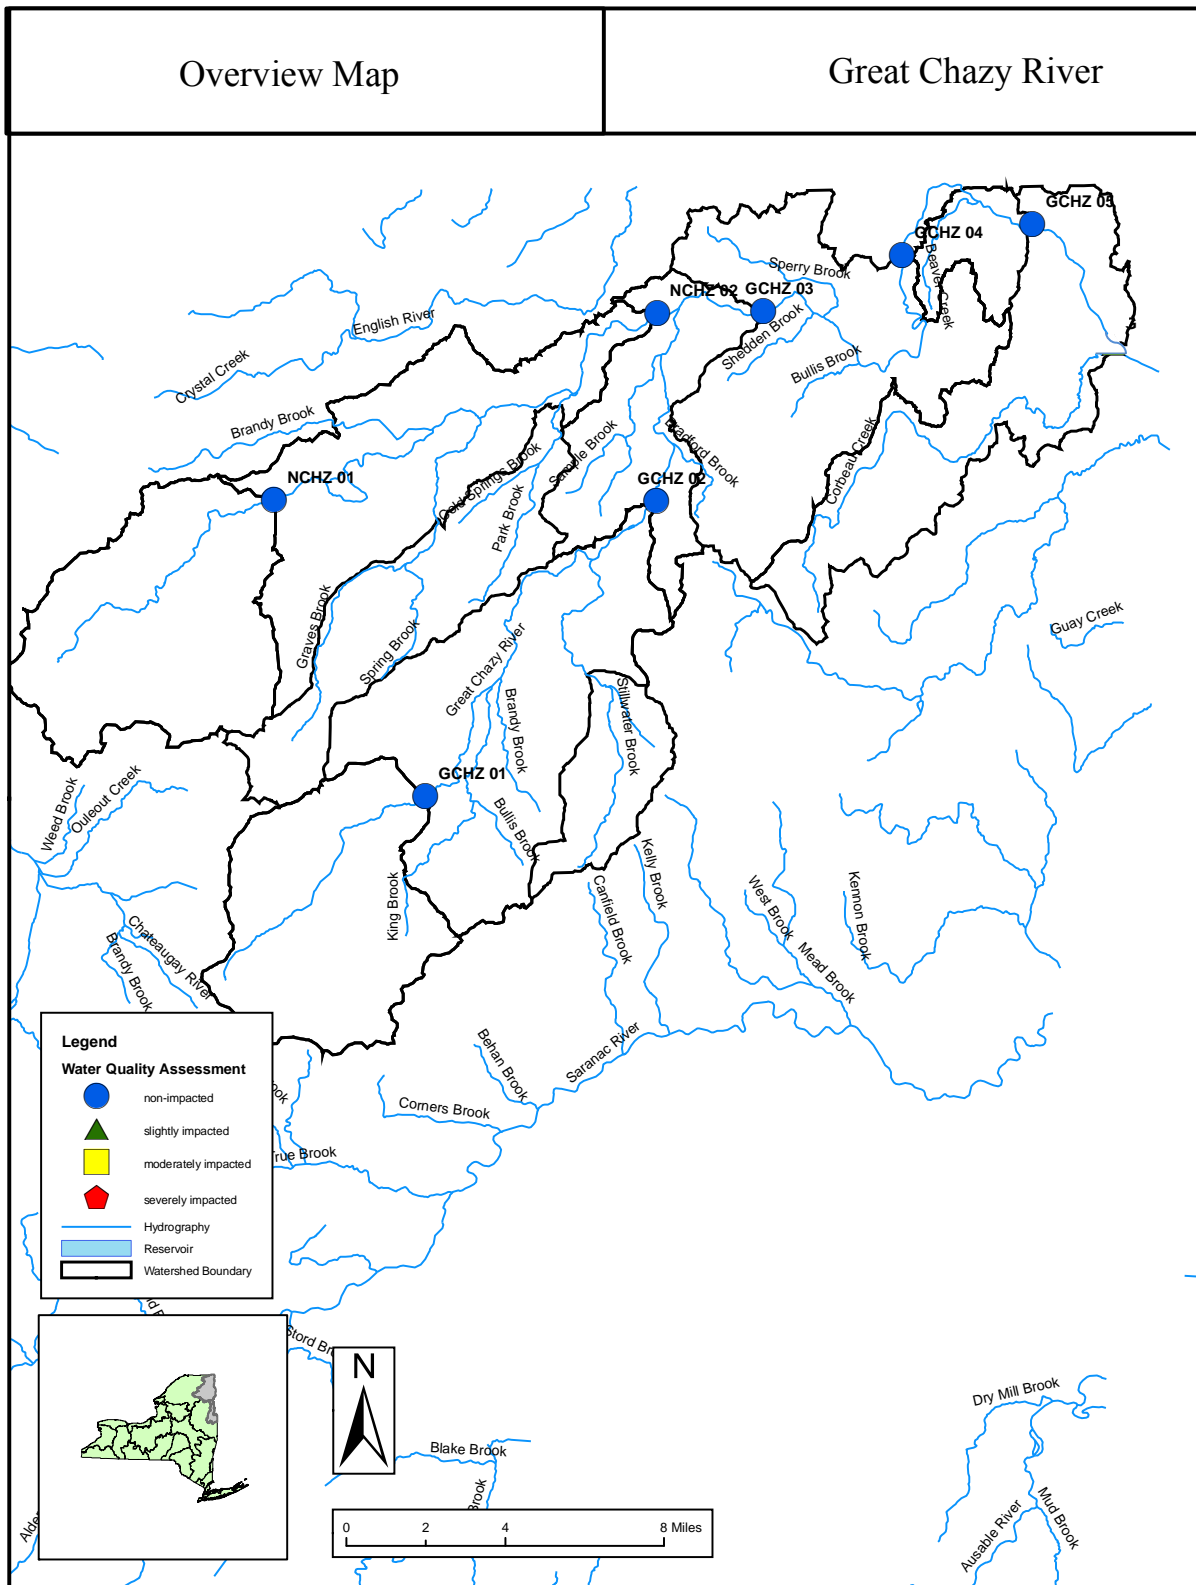 Overview Map
Great Chazy River
GCHZ 05
GCHZ 04
Beaver Creek
Sperry Brook
NCHZ 02
GCHZ 03
English River
Shedden Brook
Bullis Brook
Crystal Creek
Brandy Brook
Bradford Brook
Sample Brook
Cold Springs Brook
Corbeau Creek
NCHZ 01
GCHZ 02
Park Brook
Graves Brook
Spring Brook
Guay Creek
Great Chazy River
Brandy Brook
Stillwater Brook
GCHZ 01
Weed Brook
Ouleout Creek
Bullis Brook
Kelly Brook
King Brook
Canfield Brook
West Brook
Kennon Brook
Chateaugay River
Brandy Brook
Mead Brook
Legend
Water Quality Assessment
non-impacted
slightly impacted
moderately impacted
severely impacted
Hydrography
Reservoir
Watershed Boundary
Behan Brook
Saranac River
Corners Brook
True Brook
N
Dry Mill Brook
Blake Brook
Brook
Mud Brook
Ausable River
0 2 4 8 Miles